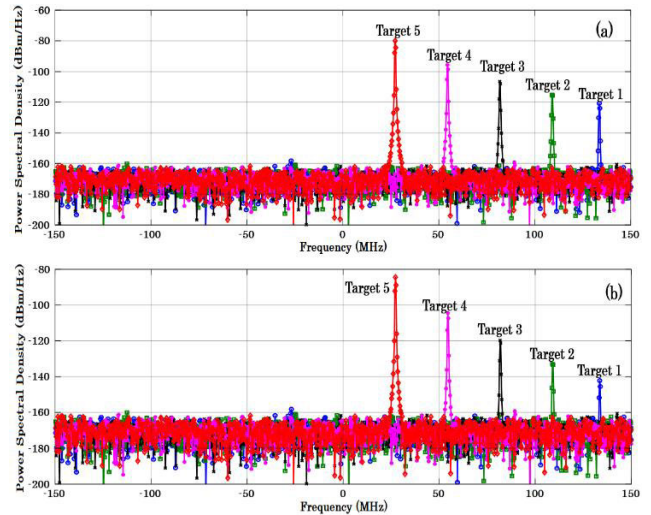 -60
Target 5
(a)
-80
Target 4
Target 3
-100
Target 2
Target 1
-120
-140
-160
-180
-200
-150
-100
-50
0
50
100
150
Power Spectral Density (dBm/Hz)
Frequency (MHz)
-80
Target 5
(b)
-100
Target 4
Target 3
-120
Target 2
Target 1
-140
-160
-180
-200
-150
-100
-50
0
50
100
150
Power Spectral Density (dBm/Hz)
Frequency (MHz)